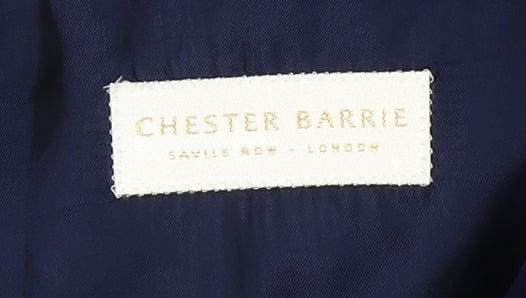 CHESTER BARRIE
SAVILE ROW - LONDON